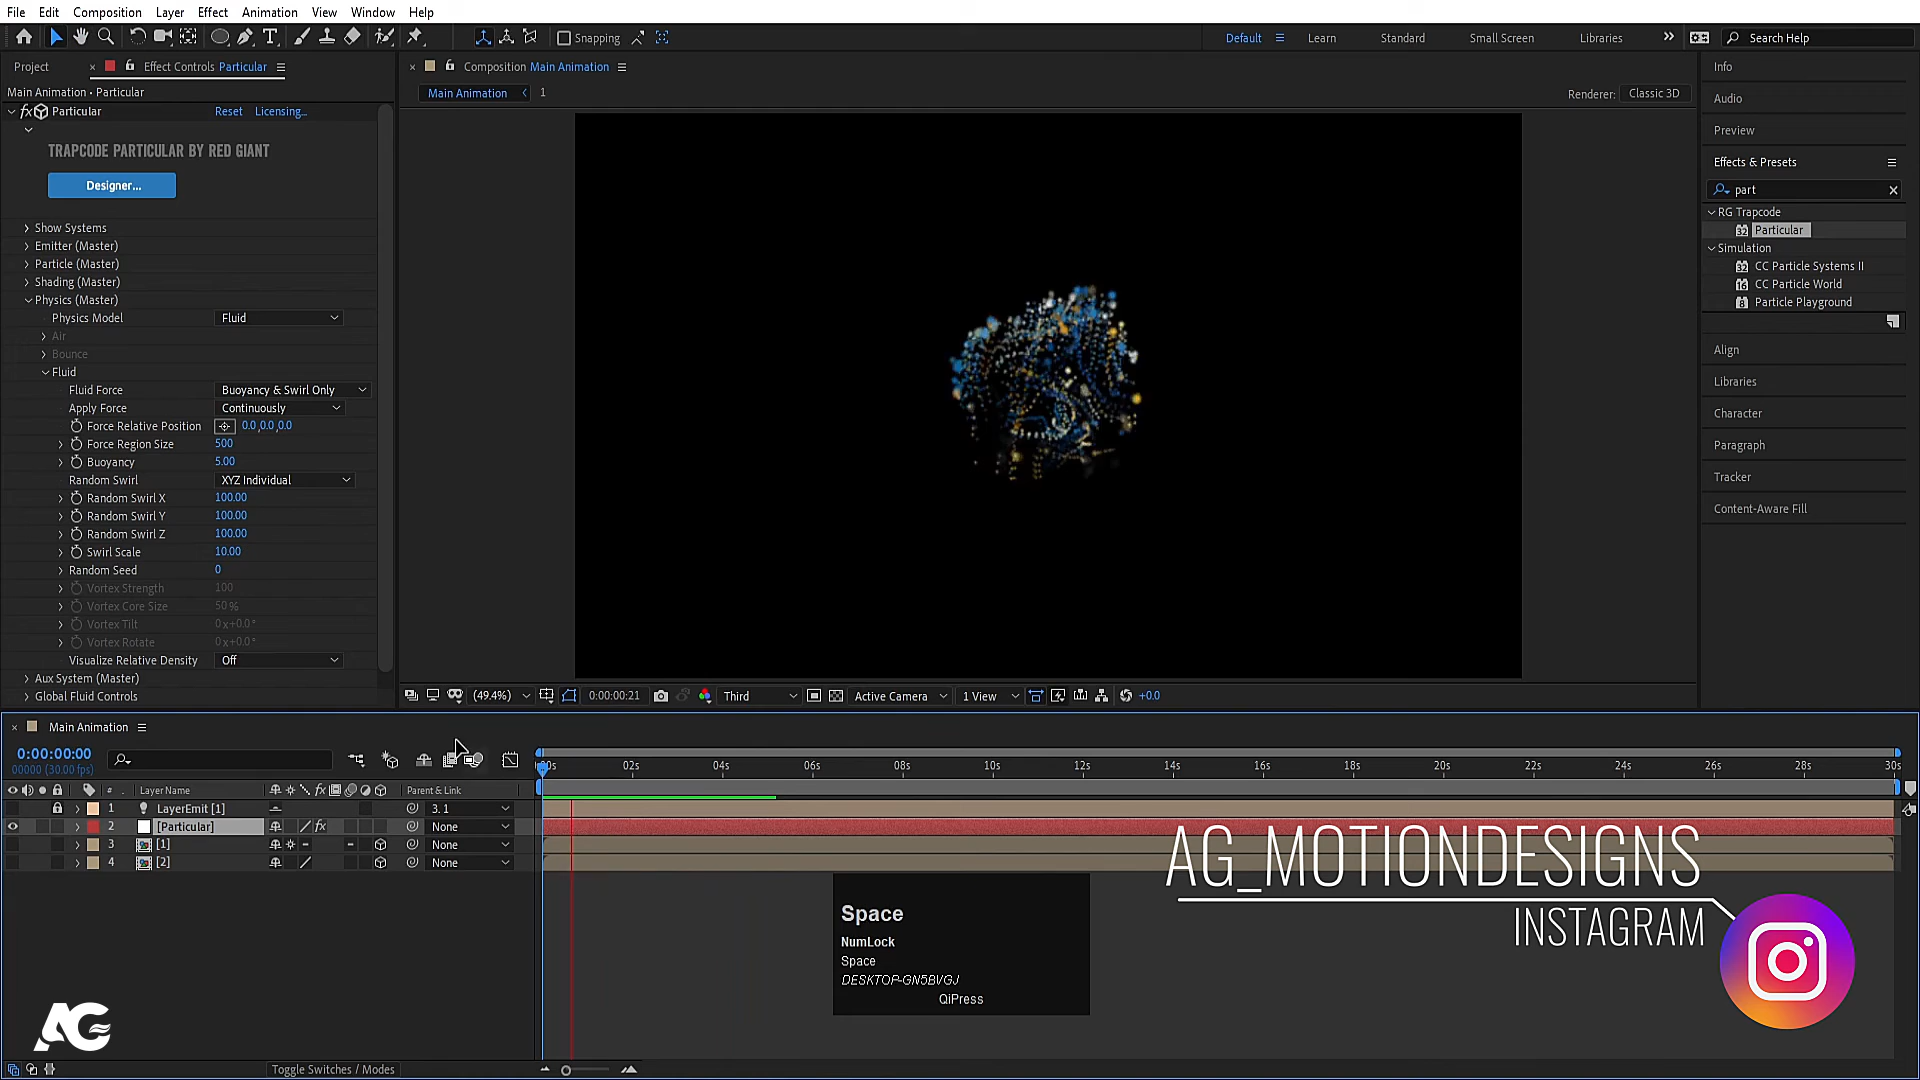 File Edit Composition Layer Effect Animation View Window Help
Snapping
Default Learn Standard Small Screen Libraries Search Help
Project Effect Controls Particular
Main Animation • Particular
Particular Reset Licensing...
TRAPCODE PARTICULAR BY RED GIANT
Designer...
Show Systems
Emitter (Master)
Particle (Master)
Shading (Master)
Physics (Master)
Physics Model Fluid
Air
Bounce
Fluid
Fluid Force Buoyancy & Swirl Only
Apply Force Continuously
Force Relative Position 0.0,0.0,0.0
Force Region Size 500
Buoyancy 5.00
Random Swirl XYZ Individual
Random Swirl X 100.00
Random Swirl Y 100.00
Random Swirl Z 100.00
Swirl Scale 10.00
Random Seed 0
Vortex Strength 100
Vortex Core Size 50 %
Vortex Tilt 0 x+0.0 °
Vortex Rotate 0 x+0.0 °
Visualize Relative Density Off
Aux System (Master)
Global Fluid Controls
Composition Main Animation
Main Animation 1
Renderer: Classic 3D
(49.4%) 0:00:00:21 Third Active Camera 1 View +0.0
Info
Audio
Preview
Effects & Presets
part
RG Trapcode
Particular
Simulation
CC Particle Systems II
CC Particle World
Particle Playground
Align
Libraries
Character
Paragraph
Tracker
Content-Aware Fill
Main Animation
0:00:00:00
00000 (30.00 fps)
# Layer Name Parent & Link
1 LayerEmit [1] 3. 1
2 [Particular] None
3 [1] None
4 [2] None
00s 02s 04s 06s 08s 10s 12s 14s 16s 18s 20s 22s 24s 26s 28s 30s
AG_MOTIONDESIGNS
INSTAGRAM
Space
NumLock
Space
DESKTOP-GN5BVGJ
QiPress
AG
Toggle Switches / Modes